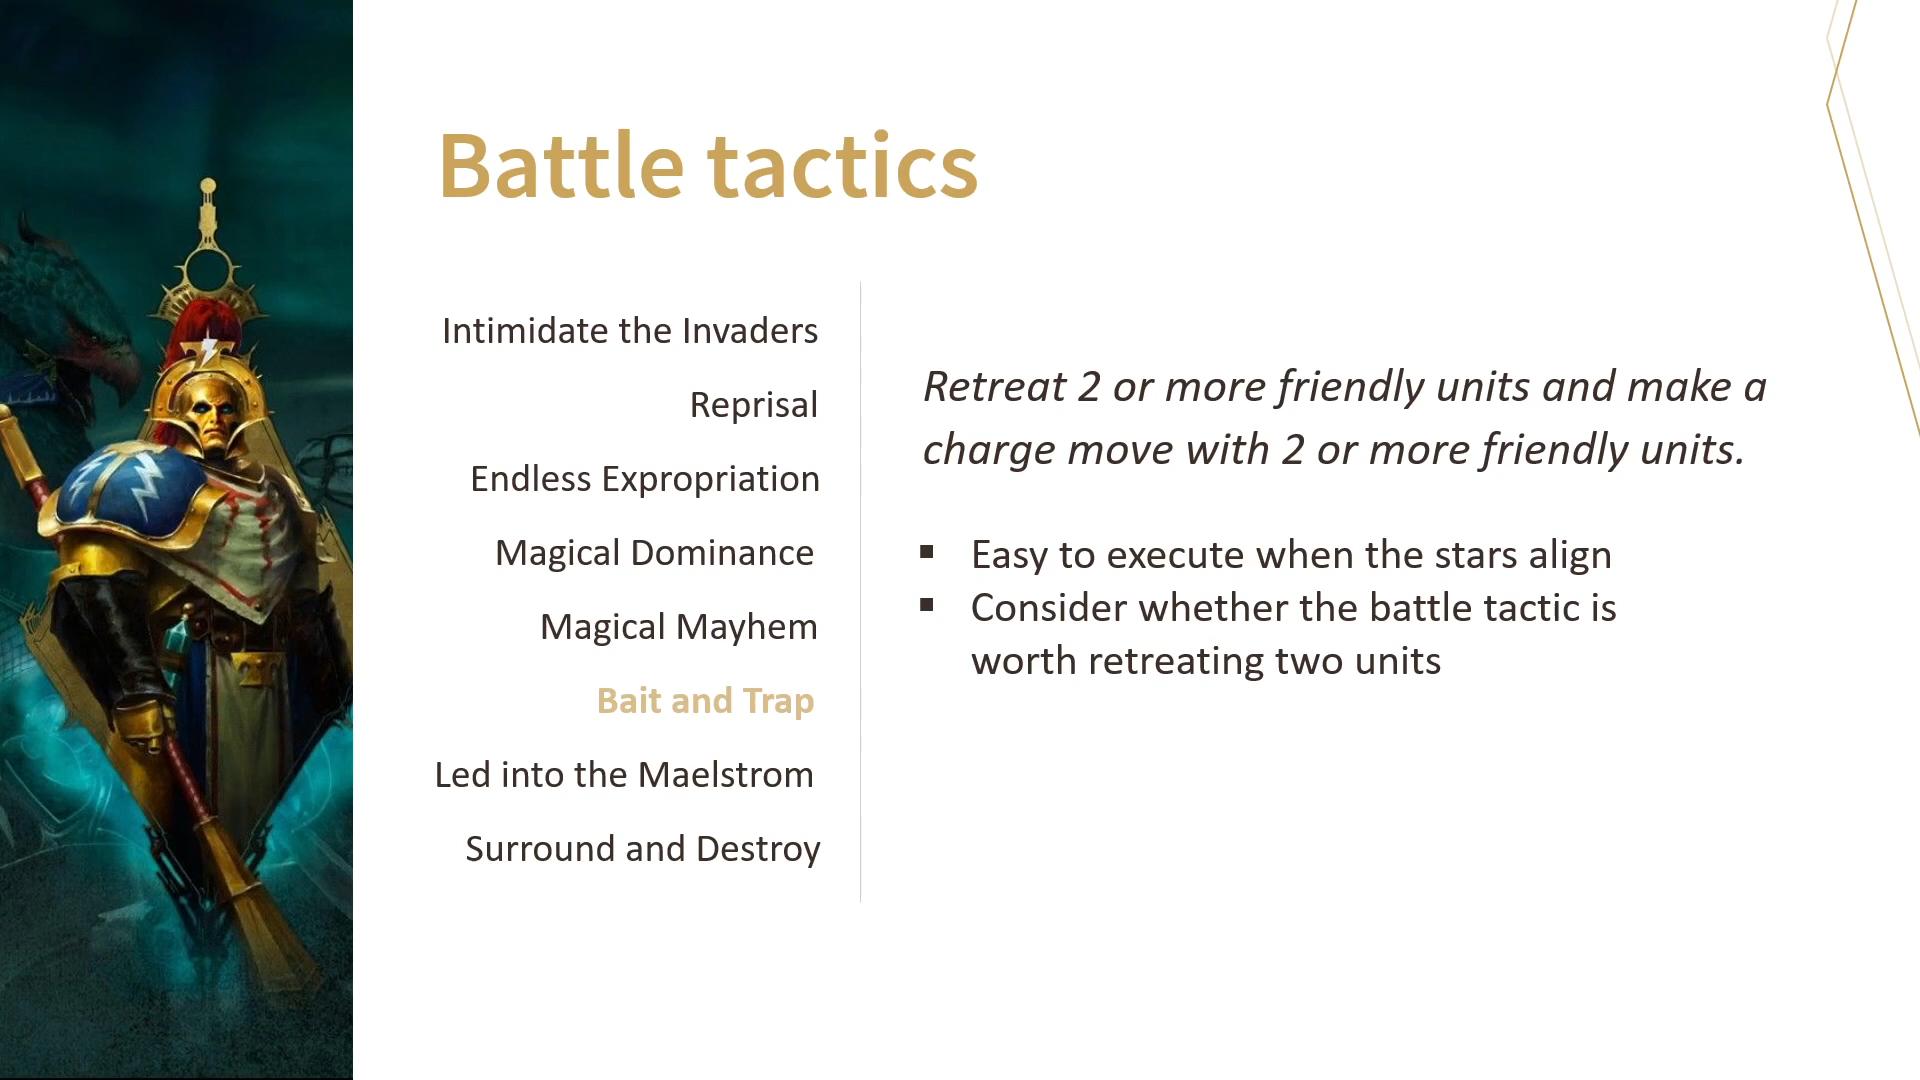 Battle tactics
Intimidate the Invaders
Reprisal
Endless Expropriation
Magical Dominance
Magical Mayhem
Bait and Trap
Led into the Maelstrom
Surround and Destroy
Retreat 2 or more friendly units and make a
charge move with 2 or more friendly units.
▪ Easy to execute when the stars align
▪ Consider whether the battle tactic is
worth retreating two units